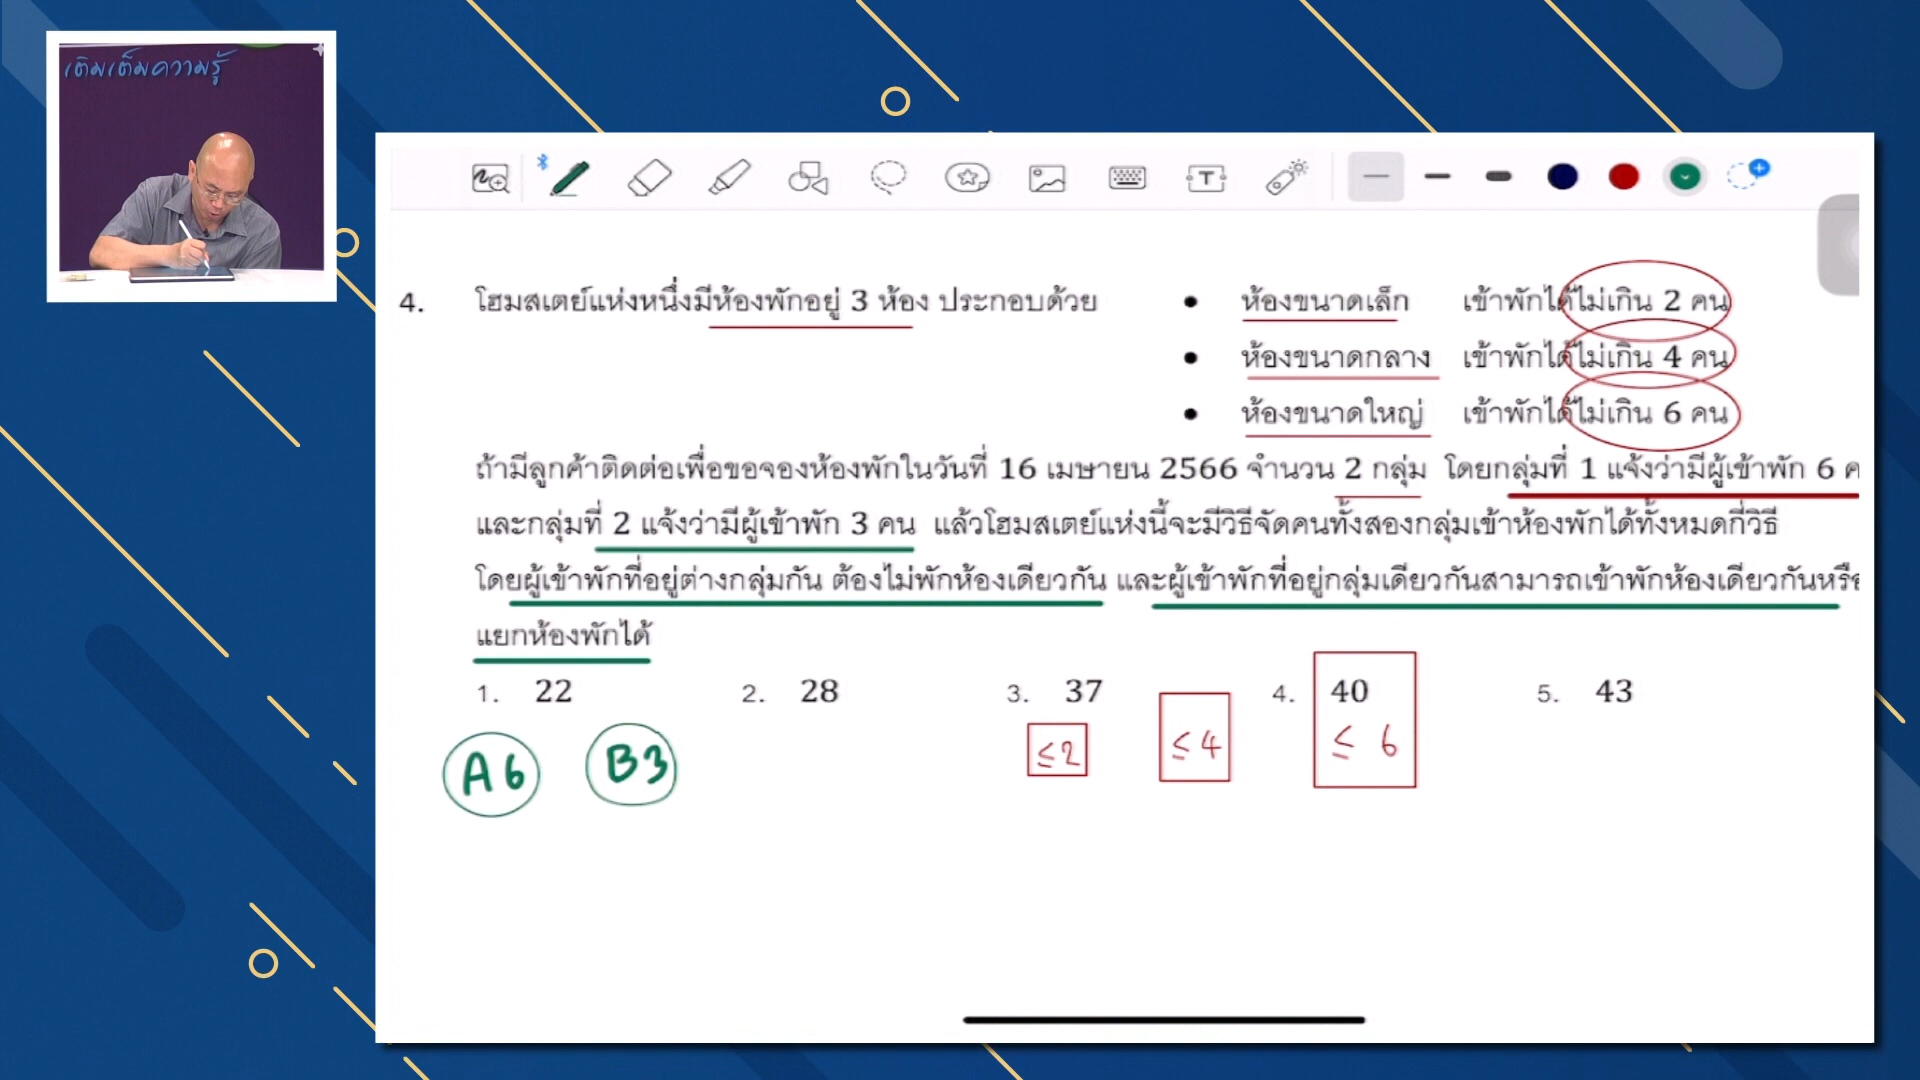 เติมเต็มความรู้
4. โฮมสเตย์แห่งหนึ่งมีห้องพักอยู่ 3 ห้อง ประกอบด้วย • ห้องขนาดเล็ก เข้าพักได้ไม่เกิน 2 คน
• ห้องขนาดกลาง เข้าพักได้ไม่เกิน 4 คน
• ห้องขนาดใหญ่ เข้าพักได้ไม่เกิน 6 คน
ถ้ามีลูกค้าติดต่อเพื่อขอจองห้องพักในวันที่ 16 เมษายน 2566 จำนวน 2 กลุ่ม โดยกลุ่มที่ 1 แจ้งว่ามีผู้เข้าพัก 6 ค
และกลุ่มที่ 2 แจ้งว่ามีผู้เข้าพัก 3 คน แล้วโฮมสเตย์แห่งนี้จะมีวิธีจัดคนทั้งสองกลุ่มเข้าห้องพักได้ทั้งหมดกี่วิธี
โดยผู้เข้าพักที่อยู่ต่างกลุ่มกัน ต้องไม่พักห้องเดียวกัน และผู้เข้าพักที่อยู่กลุ่มเดียวกันสามารถเข้าพักห้องเดียวกันหรือ
แยกห้องพักได้
1. 22 2. 28 3. 37 4. 40 5. 43
A6 B3 ≤2 ≤4 ≤ 6